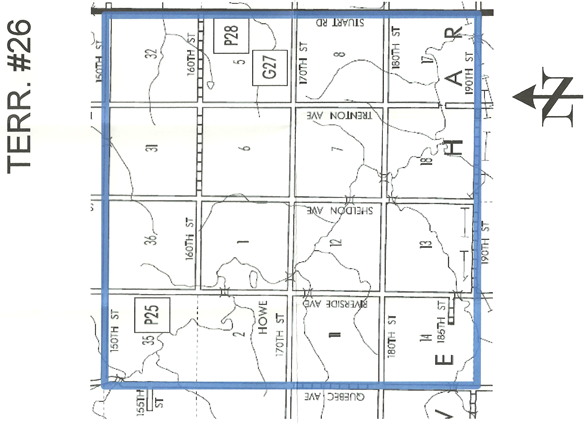 TERR. #26
150TH ST
32
160TH ST
5
P28
G27
170TH ST
8
STUART RD
180TH ST
17
R
A
190TH ST
31
6
TRENTON AVE
7
18
H
36
160TH ST
1
SHELDON AVE
12
13
190TH ST
150TH ST
35
P25
2
HOWE
170TH ST
RIVERSIDE AVE
11
180TH ST
14
186TH ST
E
155TH
ST
QUEBEC AVE
V
N